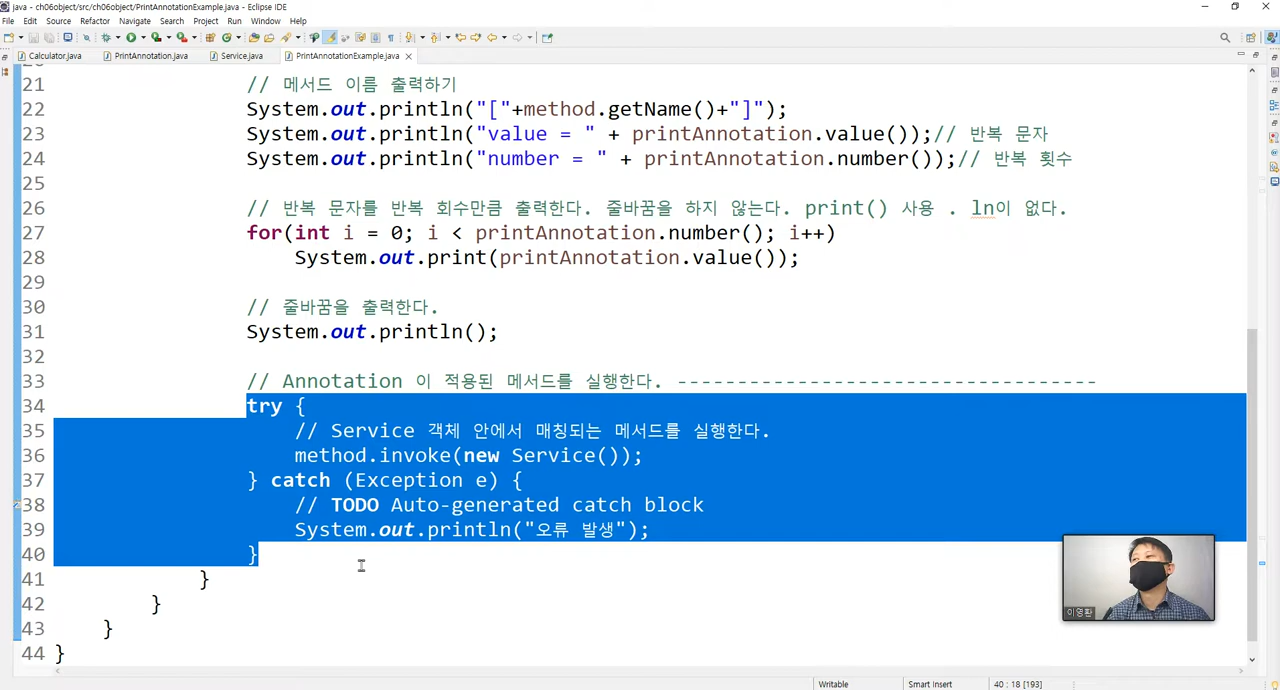 java - ch06object/src/ch06object/PrintAnnotationExample.java - Eclipse IDE
File Edit Source Refactor Navigate Search Project Run Window Help
Calculator.java PrintAnnotation.java Service.java PrintAnnotationExample.java
21 // 메서드 이름 출력하기
22 System.out.println("["+method.getName()+"]");
23 System.out.println("value = " + printAnnotation.value());// 반복 문자
24 System.out.println("number = " + printAnnotation.number());// 반복 횟수
25
26 // 반복 문자를 반복 회수만큼 출력한다. 줄바꿈을 하지 않는다. print() 사용 . ln이 없다.
27 for(int i = 0; i < printAnnotation.number(); i++)
28 System.out.print(printAnnotation.value());
29
30 // 줄바꿈을 출력한다.
31 System.out.println();
32
33 // Annotation 이 적용된 메서드를 실행한다. -----------------------------------
34 try {
35 // Service 객체 안에서 매칭되는 메서드를 실행한다.
36 method.invoke(new Service());
37 } catch (Exception e) {
38 // TODO Auto-generated catch block
39 System.out.println("오류 발생");
40 }
41 }
42 }
43 }
44 }
이영환
Writable Smart Insert 40 : 18 [193]